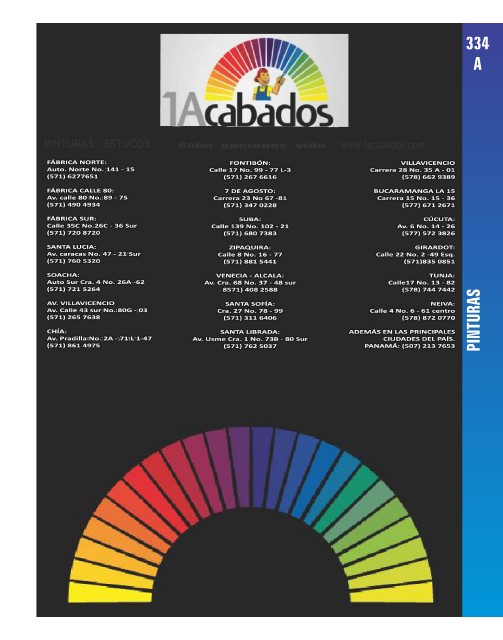 334
A
1Acabados
PINTURAS ESTUCOS Color opciones vida www.1acabados.com
FÁBRICA NORTE:
Auto. Norte No. 141 - 15
(571) 6277651
FÁBRICA CALLE 80:
Av. calle 80 No. 89 - 75
(571) 490 4934
FÁBRICA SUR:
Calle 35C No.26C - 36 Sur
(571) 720 8720
SANTA LUCIA:
Av. caracas No. 47 - 21 Sur
(571) 760 5320
SOACHA:
Auto Sur Cra. 4 No. 26A -62
(571) 721 5264
AV. VILLAVICENCIO
Av. Calle 43 sur No. 80G - 03
(571) 265 7638
CHÍA:
Av. Pradilla No. 2A - 71 L 1-47
(571) 861 4975
FONTIBÓN:
Calle 17 No. 99 - 77 L-3
(571) 267 6616
7 DE AGOSTO:
Carrera 23 No 67 -81
(571) 347 0228
SUBA:
Calle 139 No. 102 - 21
(571) 680 7383
ZIPAQUIRA:
Calle 8 No. 16 - 77
(571) 881 5441
VENECIA - ALCALA:
Av. Cra. 68 No. 37 - 48 sur
8571) 408 2588
SANTA SOFÍA:
Cra. 27 No. 78 - 99
(571) 311 6406
SANTA LIBRADA:
Av. Usme Cra. 1 No. 73B - 80 Sur
(571) 762 5037
VILLAVICENCIO
Carrera 28 No. 35 A - 01
(578) 662 9389
BUCARAMANGA LA 15
Carrera 15 No. 15 - 36
(577) 671 2671
CÚCUTA:
Av. 6 No. 14 - 26
(577) 572 3826
GIRARDOT:
Calle 22 No. 2 -49 Esq.
(571)835 0851
TUNJA:
Calle17 No. 13 - 82
(578) 744 7442
NEIVA:
Calle 4 No. 6 - 61 centro
(578) 872 0770
ADEMÁS EN LAS PRINCIPALES
CIUDADES DEL PAÍS.
PANAMÁ: (507) 213 7653
PINTURAS